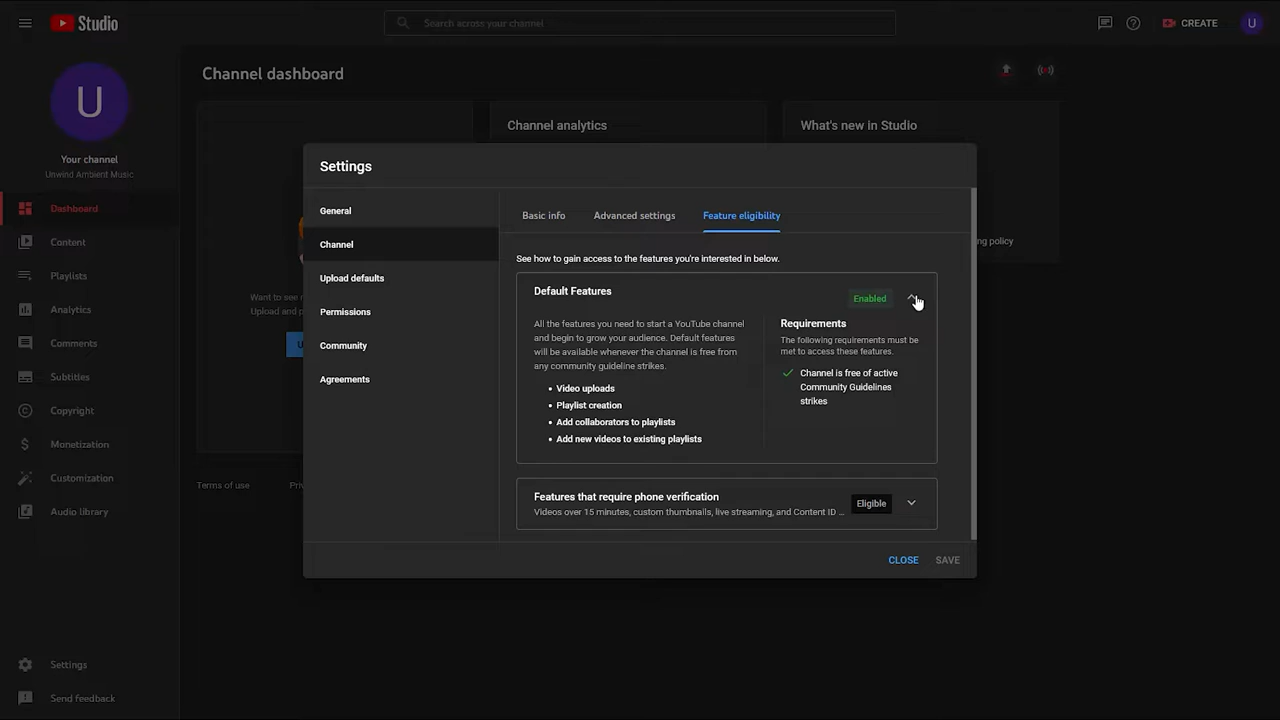 Studio
Search across your channel
CREATE
U
U
Your channel
Unwind Ambient Music
Dashboard
Content
Playlists
Analytics
Comments
Subtitles
Copyright
Monetization
Customization
Audio library
Settings
Send feedback
Channel dashboard
Want to see
Upload and p
U
Channel analytics
What's new in Studio
ing policy
Terms of use
Priv
Settings
General
Channel
Upload defaults
Permissions
Community
Agreements
Basic info
Advanced settings
Feature eligibility
See how to gain access to the features you're interested in below.
Default Features
Enabled
All the features you need to start a YouTube channel
and begin to grow your audience. Default features
will be available whenever the channel is free from
any community guideline strikes.
• Video uploads
• Playlist creation
• Add collaborators to playlists
• Add new videos to existing playlists
Requirements
The following requirements must be
met to access these features.
Channel is free of active
Community Guidelines
strikes
Features that require phone verification
Videos over 15 minutes, custom thumbnails, live streaming, and Content ID ...
Eligible
CLOSE
SAVE